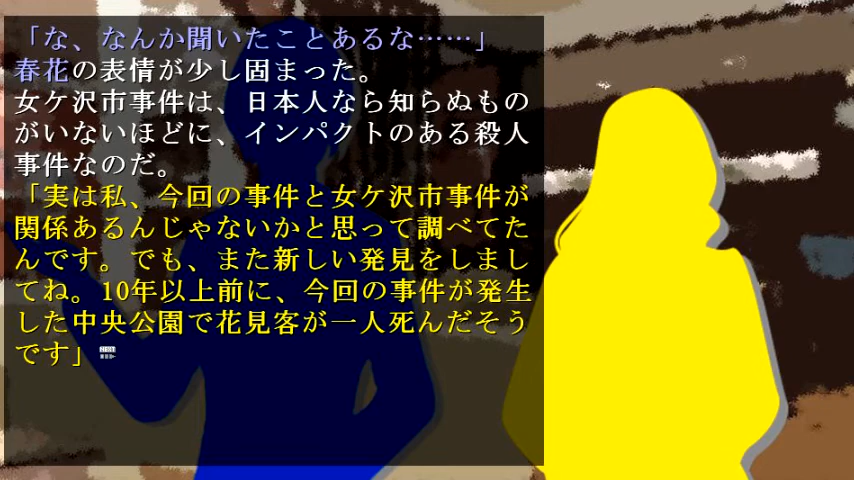 「な、なんか聞いたことあるな……」
春花の表情が少し固まった。
女ケ沢市事件は、日本人なら知らぬもの
がいないほどに、インパクトのある殺人
事件なのだ。
「実は私、今回の事件と女ケ沢市事件が
関係あるんじゃないかと思って調べてた
んです。でも、また新しい発見をしまし
てね。10年以上前に、今回の事件が発生
した中央公園で花見客が一人死んだそう
です」